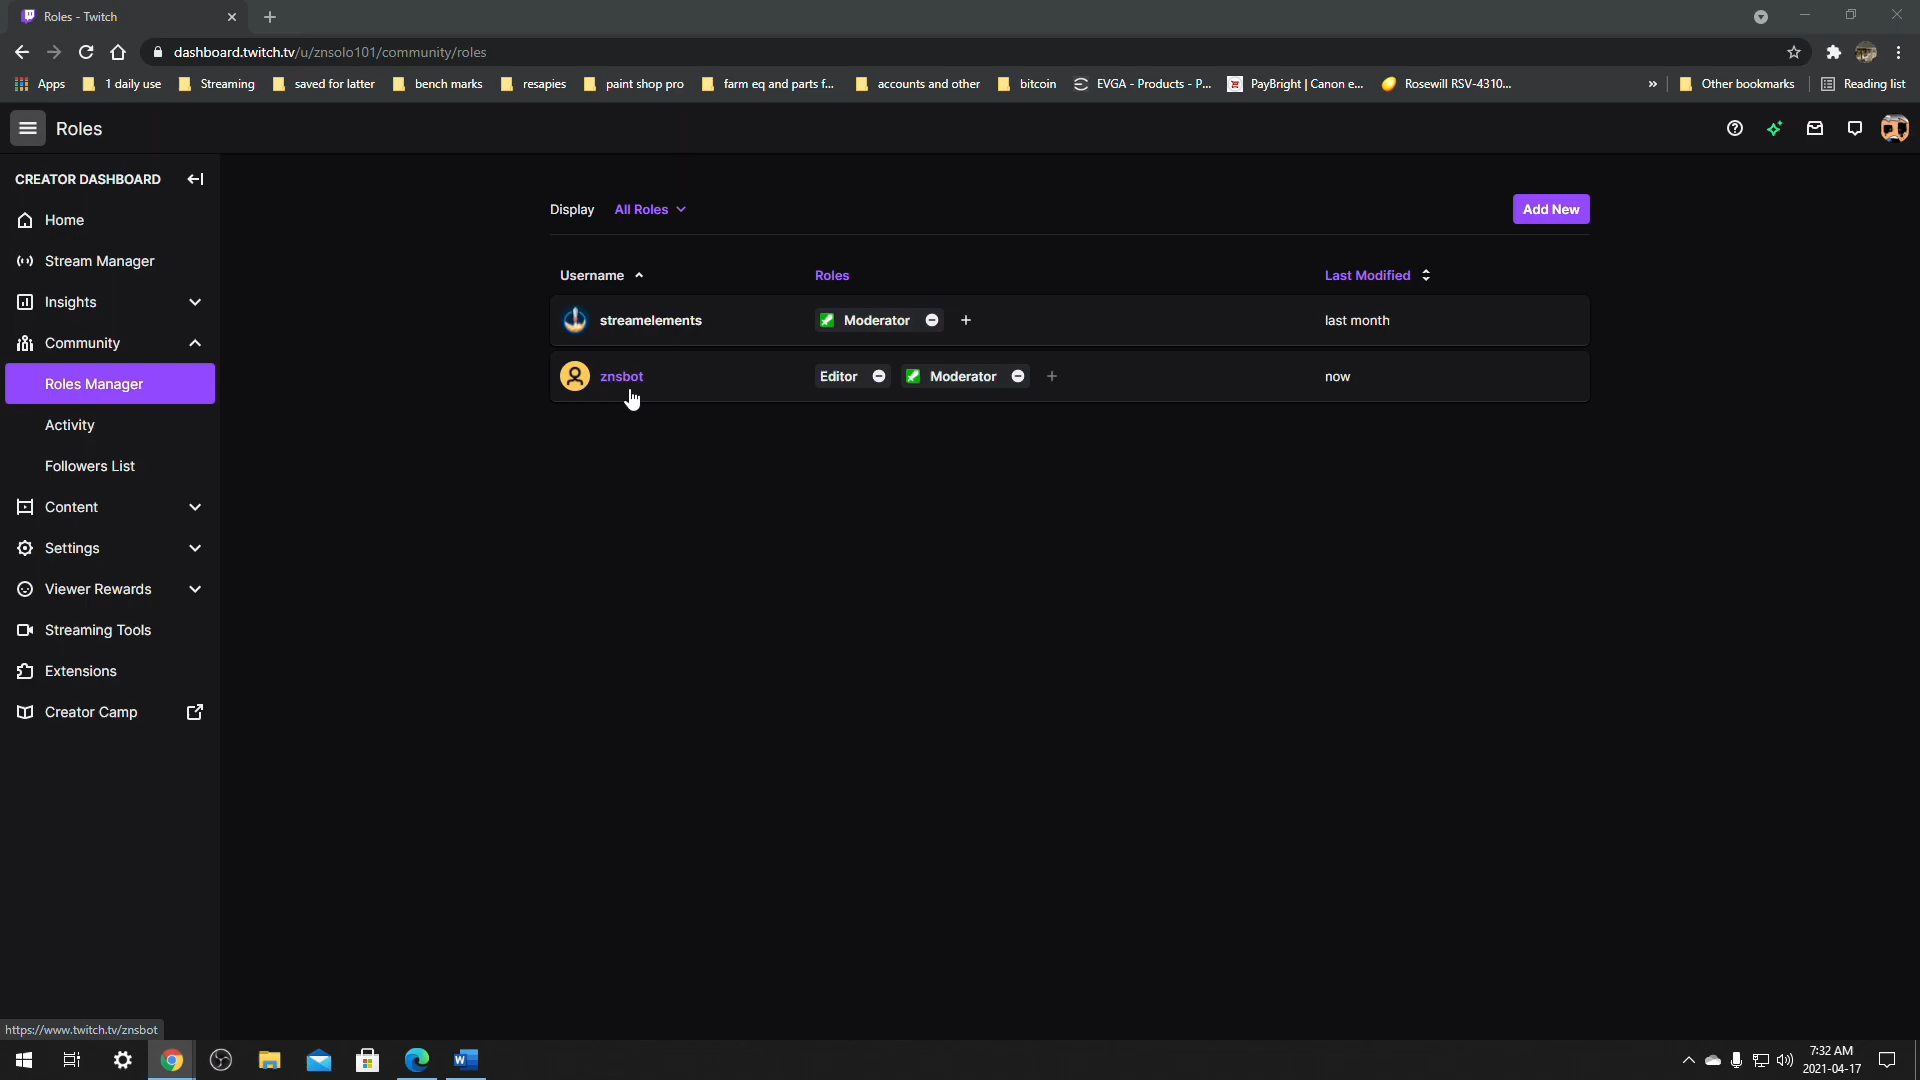 Roles - Twitch
dashboard.twitch.tv/u/znsolo101/community/roles
Apps 1 daily use Streaming saved for latter bench marks resapies paint shop pro farm eq and parts f... accounts and other bitcoin EVGA - Products - P... PayBright | Canon e... Rosewill RSV-4310... » Other bookmarks Reading list
Roles
CREATOR DASHBOARD
Home
Stream Manager
Insights
Community
Roles Manager
Activity
Followers List
Content
Settings
Viewer Rewards
Streaming Tools
Extensions
Creator Camp
Display All Roles Add New
Username Roles Last Modified
streamelements Moderator last month
znsbot Editor Moderator now
https://www.twitch.tv/znsbot
7:32 AM
2021-04-17